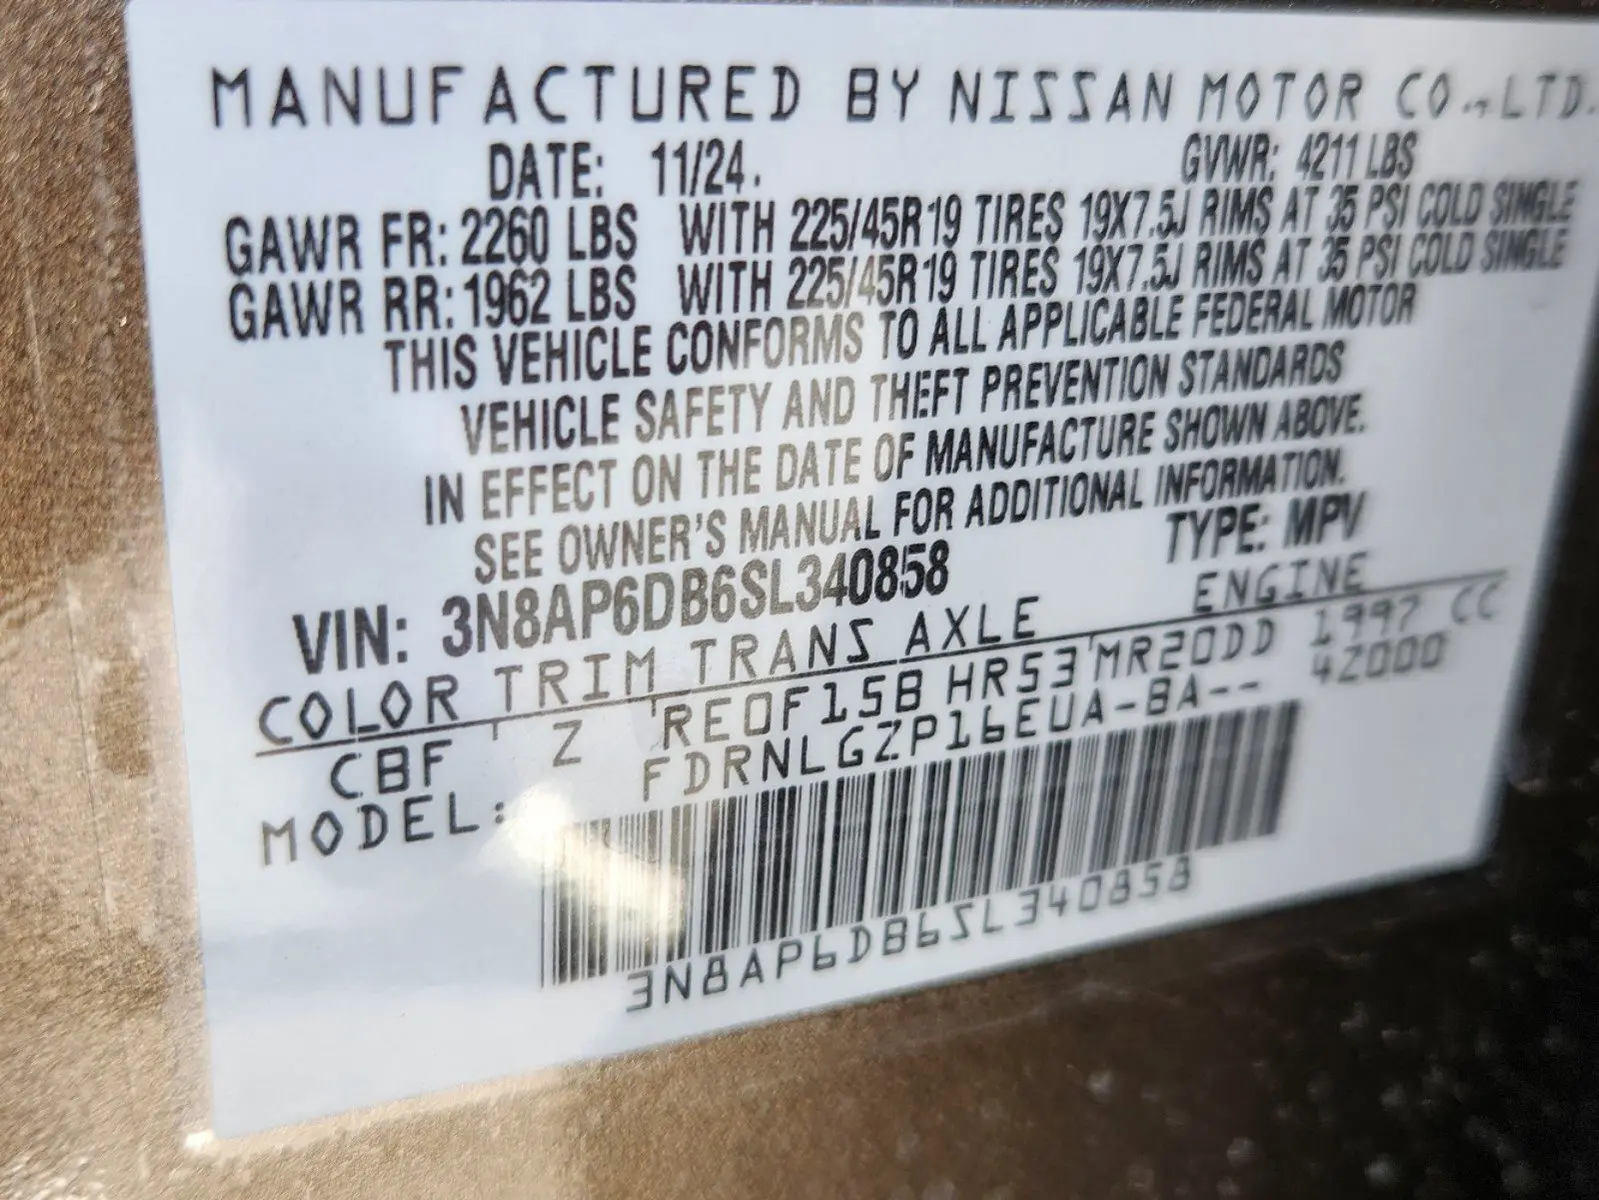 MANUFACTURED BY NISSAN MOTOR CO.,LTD.
DATE: 11/24. GVWR: 4211 LBS
GAWR FR: 2260 LBS WITH 225/45R19 TIRES 19X7.5J RIMS AT 35 PSI COLD SINGLE
GAWR RR: 1962 LBS WITH 225/45R19 TIRES 19X7.5J RIMS AT 35 PSI COLD SINGLE
THIS VEHICLE CONFORMS TO ALL APPLICABLE FEDERAL MOTOR
VEHICLE SAFETY AND THEFT PREVENTION STANDARDS
IN EFFECT ON THE DATE OF MANUFACTURE SHOWN ABOVE.
SEE OWNER'S MANUAL FOR ADDITIONAL INFORMATION.
VIN: 3N8AP6DB6SL340858 TYPE: MPV
COLOR TRIM TRANS AXLE ENGINE
CBF Z RE0F15B HR53 MR20DD 1997 CC
MODEL: FDRNLGZP16EUA-BA-- 4Z000
3N8AP6DB6SL340858